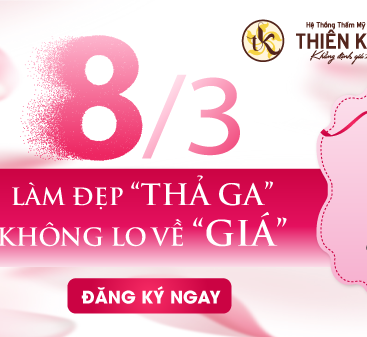 Hệ Thống Thẩm Mỹ
THIÊN K
8/3
LÀM ĐẸP “THẢ GA”
KHÔNG LO VỀ “GIÁ”
ĐĂNG KÝ NGAY